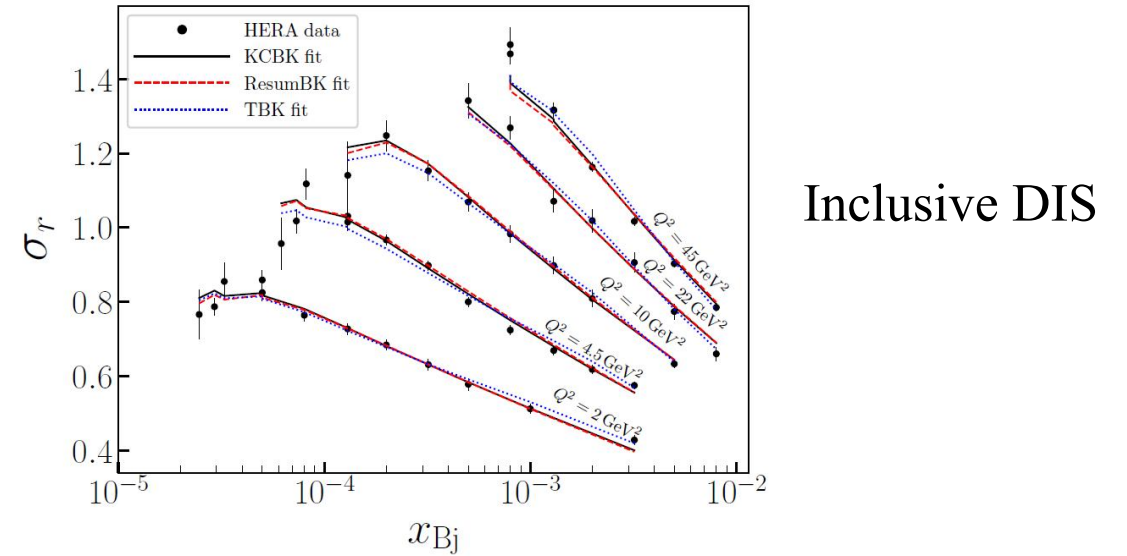 HERA data
KCBK fit
ResumBK fit
TBK fit
σr
1.4
1.2
1.0
0.8
0.6
0.4
Q² = 45 GeV²
Q² = 22 GeV²
Q² = 10 GeV²
Q² = 4.5 GeV²
Q² = 2 GeV²
10⁻⁵
10⁻⁴
10⁻³
10⁻²
xBj
Inclusive DIS